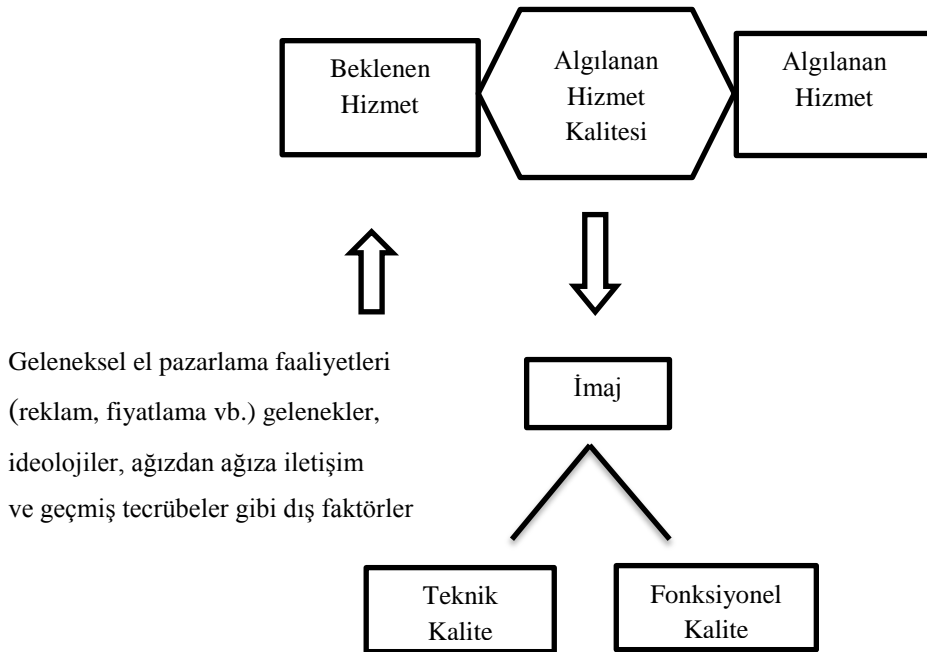 Beklenen
Hizmet
Algılanan
Hizmet
Kalitesi
Algılanan
Hizmet
Geleneksel el pazarlama faaliyetleri
(reklam, fiyatlama vb.) gelenekler,
ideolojiler, ağızdan ağıza iletişim
ve geçmiş tecrübeler gibi dış faktörler
İmaj
Teknik
Kalite
Fonksiyonel
Kalite